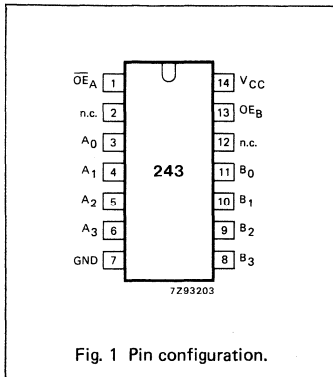 OEA 1 14 VCC
n.c. 2 13 OEB
A0 3 12 n.c.
A1 4 243 11 B0
A2 5 10 B1
A3 6 9 B2
GND 7 8 B3
7Z93203
Fig. 1 Pin configuration.